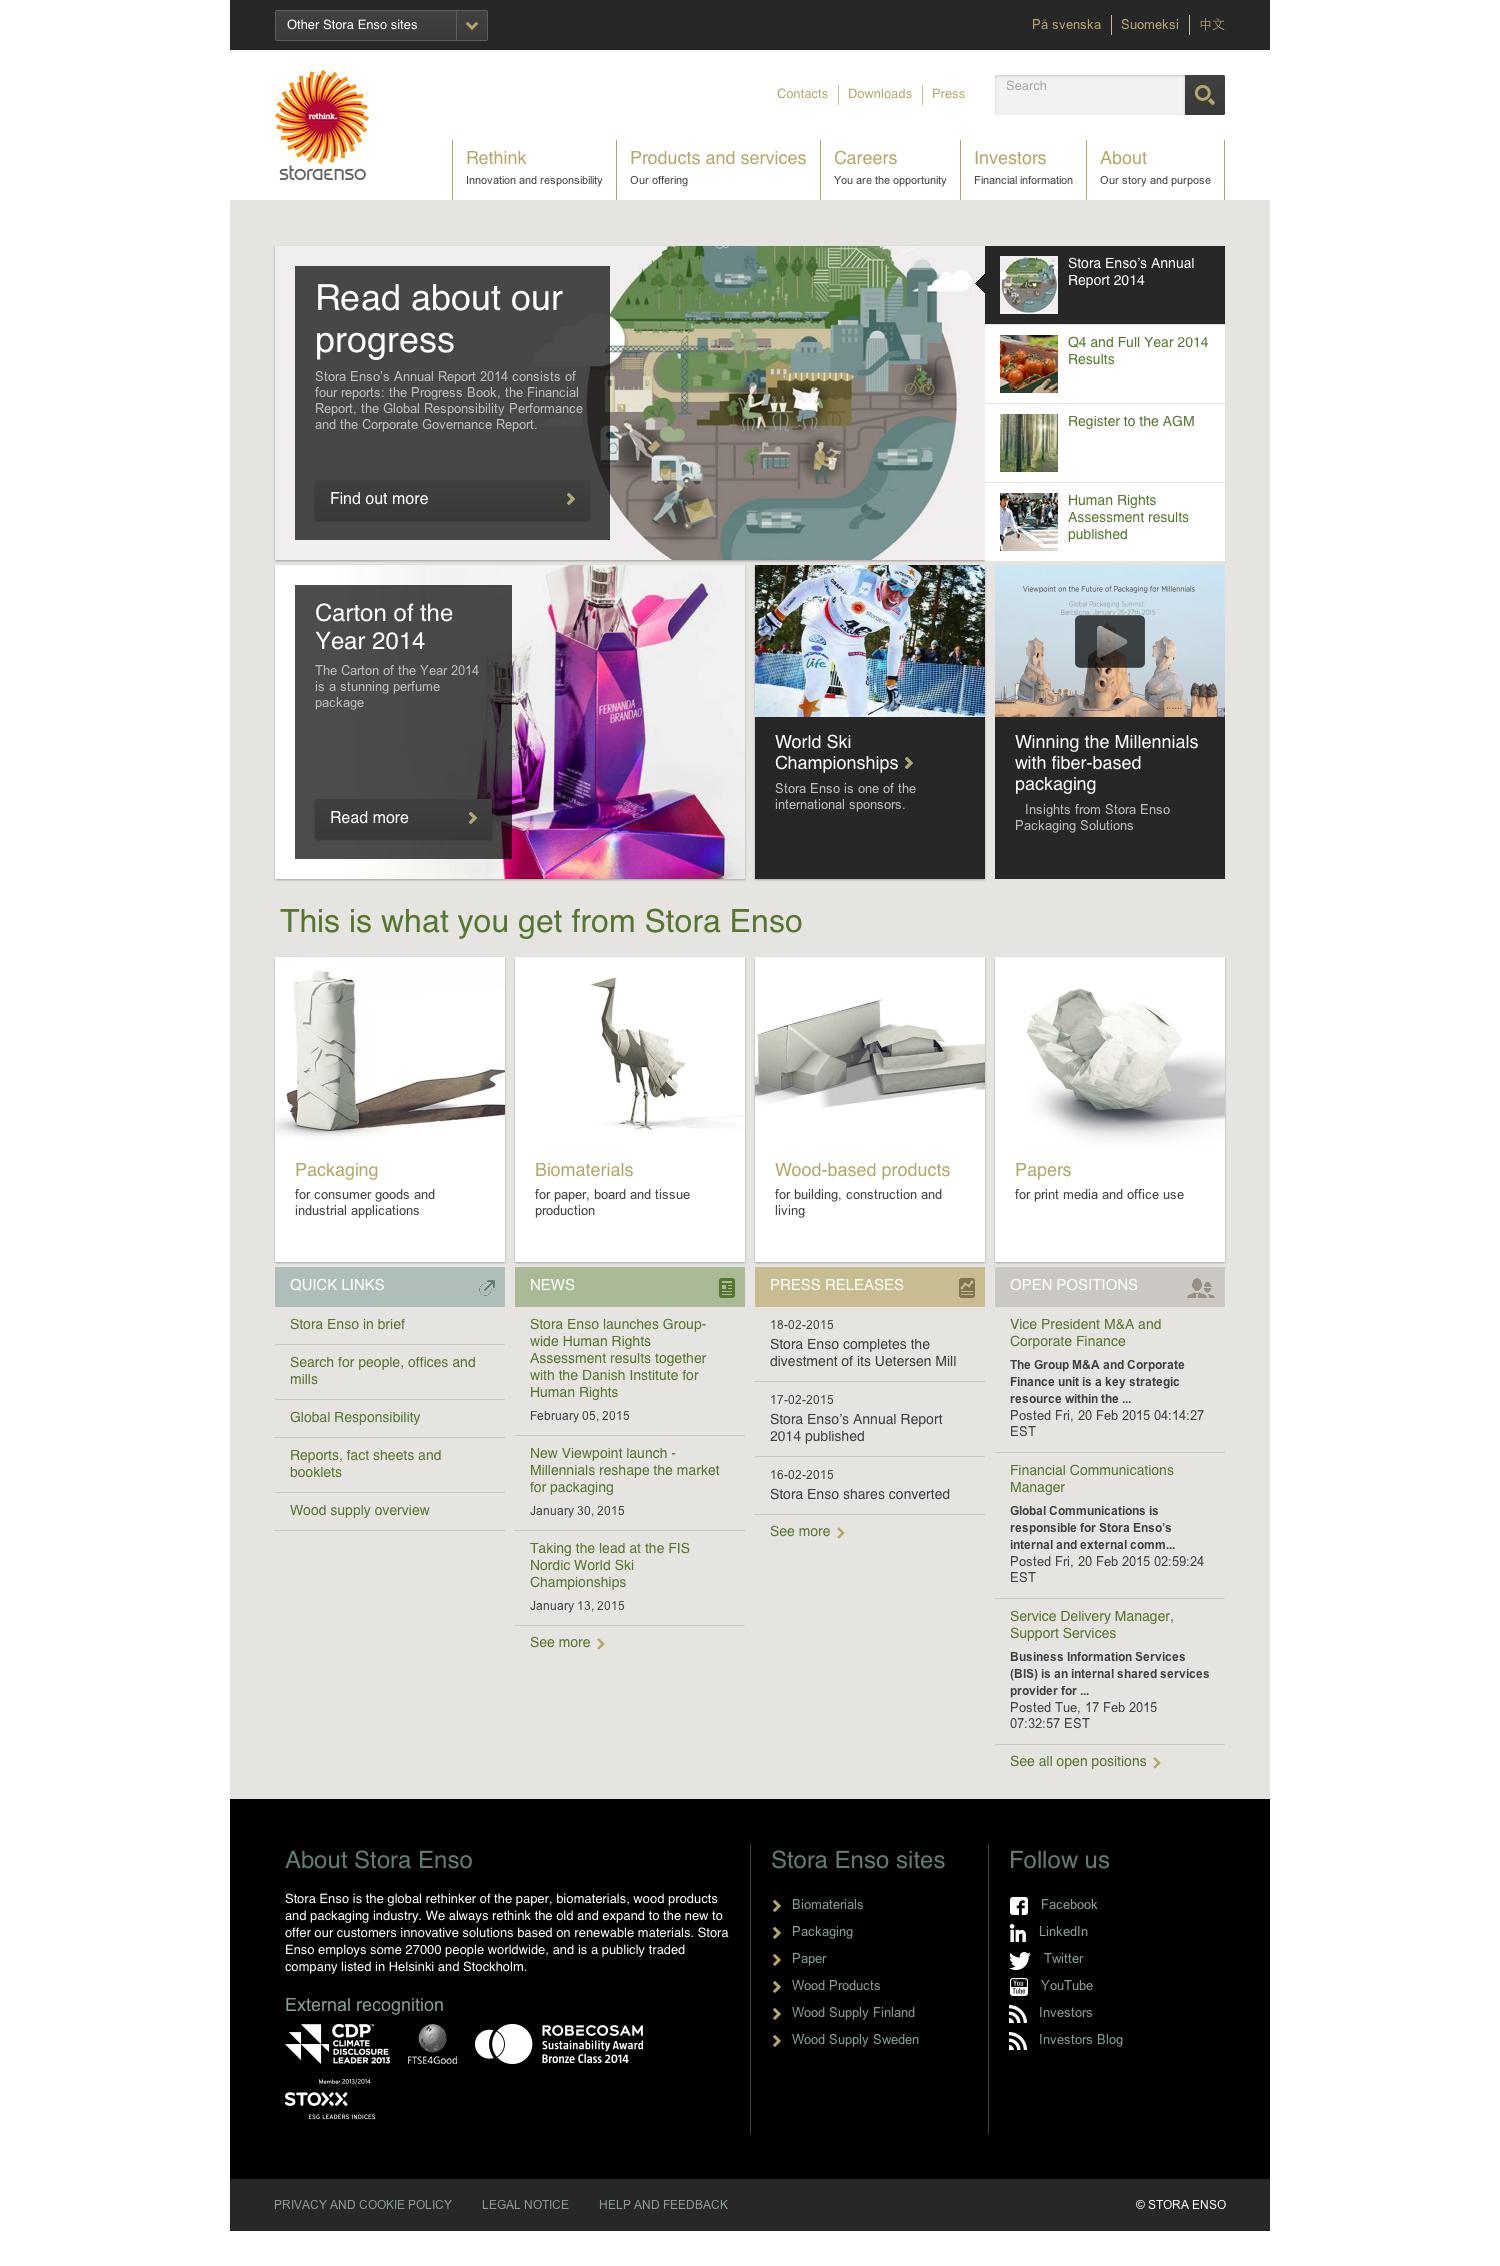 Other Stora Enso sites
På svenska
Suomeksi
中文
rethink.
storaenso
Contacts
Downloads
Press
Search
Rethink
Innovation and responsibility
Products and services
Our offering
Careers
You are the opportunity
Investors
Financial information
About
Our story and purpose
Read about our
progress
Stora Enso's Annual Report 2014 consists of
four reports: the Progress Book, the Financial
Report, the Global Responsibility Performance
and the Corporate Governance Report.
Find out more
Stora Enso's Annual
Report 2014
Q4 and Full Year 2014
Results
Register to the AGM
Human Rights
Assessment results
published
Carton of the
Year 2014
The Carton of the Year 2014
is a stunning perfume
package
Read more
FERNANDA
BRANDAO
life
World Ski
Championships
Stora Enso is one of the
international sponsors.
Viewpoint on the Future of Packaging for Millennials
Global Packaging Summit,
Barcelona, January 26-27th 2015
Winning the Millennials
with fiber-based
packaging
Insights from Stora Enso
Packaging Solutions
This is what you get from Stora Enso
Packaging
for consumer goods and
industrial applications
Biomaterials
for paper, board and tissue
production
Wood-based products
for building, construction and
living
Papers
for print media and office use
QUICK LINKS
Stora Enso in brief
Search for people, offices and
mills
Global Responsibility
Reports, fact sheets and
booklets
Wood supply overview
NEWS
Stora Enso launches Group-
wide Human Rights
Assessment results together
with the Danish Institute for
Human Rights
February 05, 2015
New Viewpoint launch -
Millennials reshape the market
for packaging
January 30, 2015
Taking the lead at the FIS
Nordic World Ski
Championships
January 13, 2015
See more
PRESS RELEASES
18-02-2015
Stora Enso completes the
divestment of its Uetersen Mill
17-02-2015
Stora Enso's Annual Report
2014 published
16-02-2015
Stora Enso shares converted
See more
OPEN POSITIONS
Vice President M&A and
Corporate Finance
The Group M&A and Corporate
Finance unit is a key strategic
resource within the ...
Posted Fri, 20 Feb 2015 04:14:27
EST
Financial Communications
Manager
Global Communications is
responsible for Stora Enso's
internal and external comm...
Posted Fri, 20 Feb 2015 02:59:24
EST
Service Delivery Manager,
Support Services
Business Information Services
(BIS) is an internal shared services
provider for ...
Posted Tue, 17 Feb 2015
07:32:57 EST
See all open positions
About Stora Enso
Stora Enso is the global rethinker of the paper, biomaterials, wood products
and packaging industry. We always rethink the old and expand to the new to
offer our customers innovative solutions based on renewable materials. Stora
Enso employs some 27000 people worldwide, and is a publicly traded
company listed in Helsinki and Stockholm.
External recognition
CDP
CLIMATE
DISCLOSURE
LEADER 2013
FTSE4Good
ROBECOSAM
Sustainability Award
Bronze Class 2014
Member 2013/2014
STOXX
ESG LEADERS INDICES
Stora Enso sites
Biomaterials
Packaging
Paper
Wood Products
Wood Supply Finland
Wood Supply Sweden
Follow us
Facebook
LinkedIn
Twitter
You Tube
YouTube
Investors
Investors Blog
PRIVACY AND COOKIE POLICY
LEGAL NOTICE
HELP AND FEEDBACK
© STORA ENSO